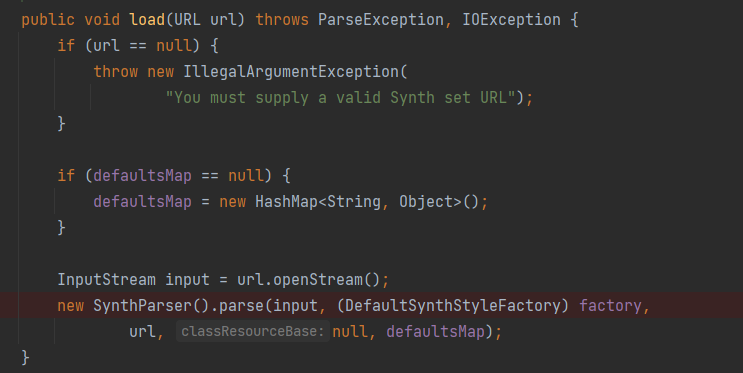 public void load(URL url) throws ParseException, IOException {
    if (url == null) {
        throw new IllegalArgumentException(
                "You must supply a valid Synth set URL");
    }

    if (defaultsMap == null) {
        defaultsMap = new HashMap<String, Object>();
    }

    InputStream input = url.openStream();
    new SynthParser().parse(input, (DefaultSynthStyleFactory) factory,
            url, classResourceBase: null, defaultsMap);
}